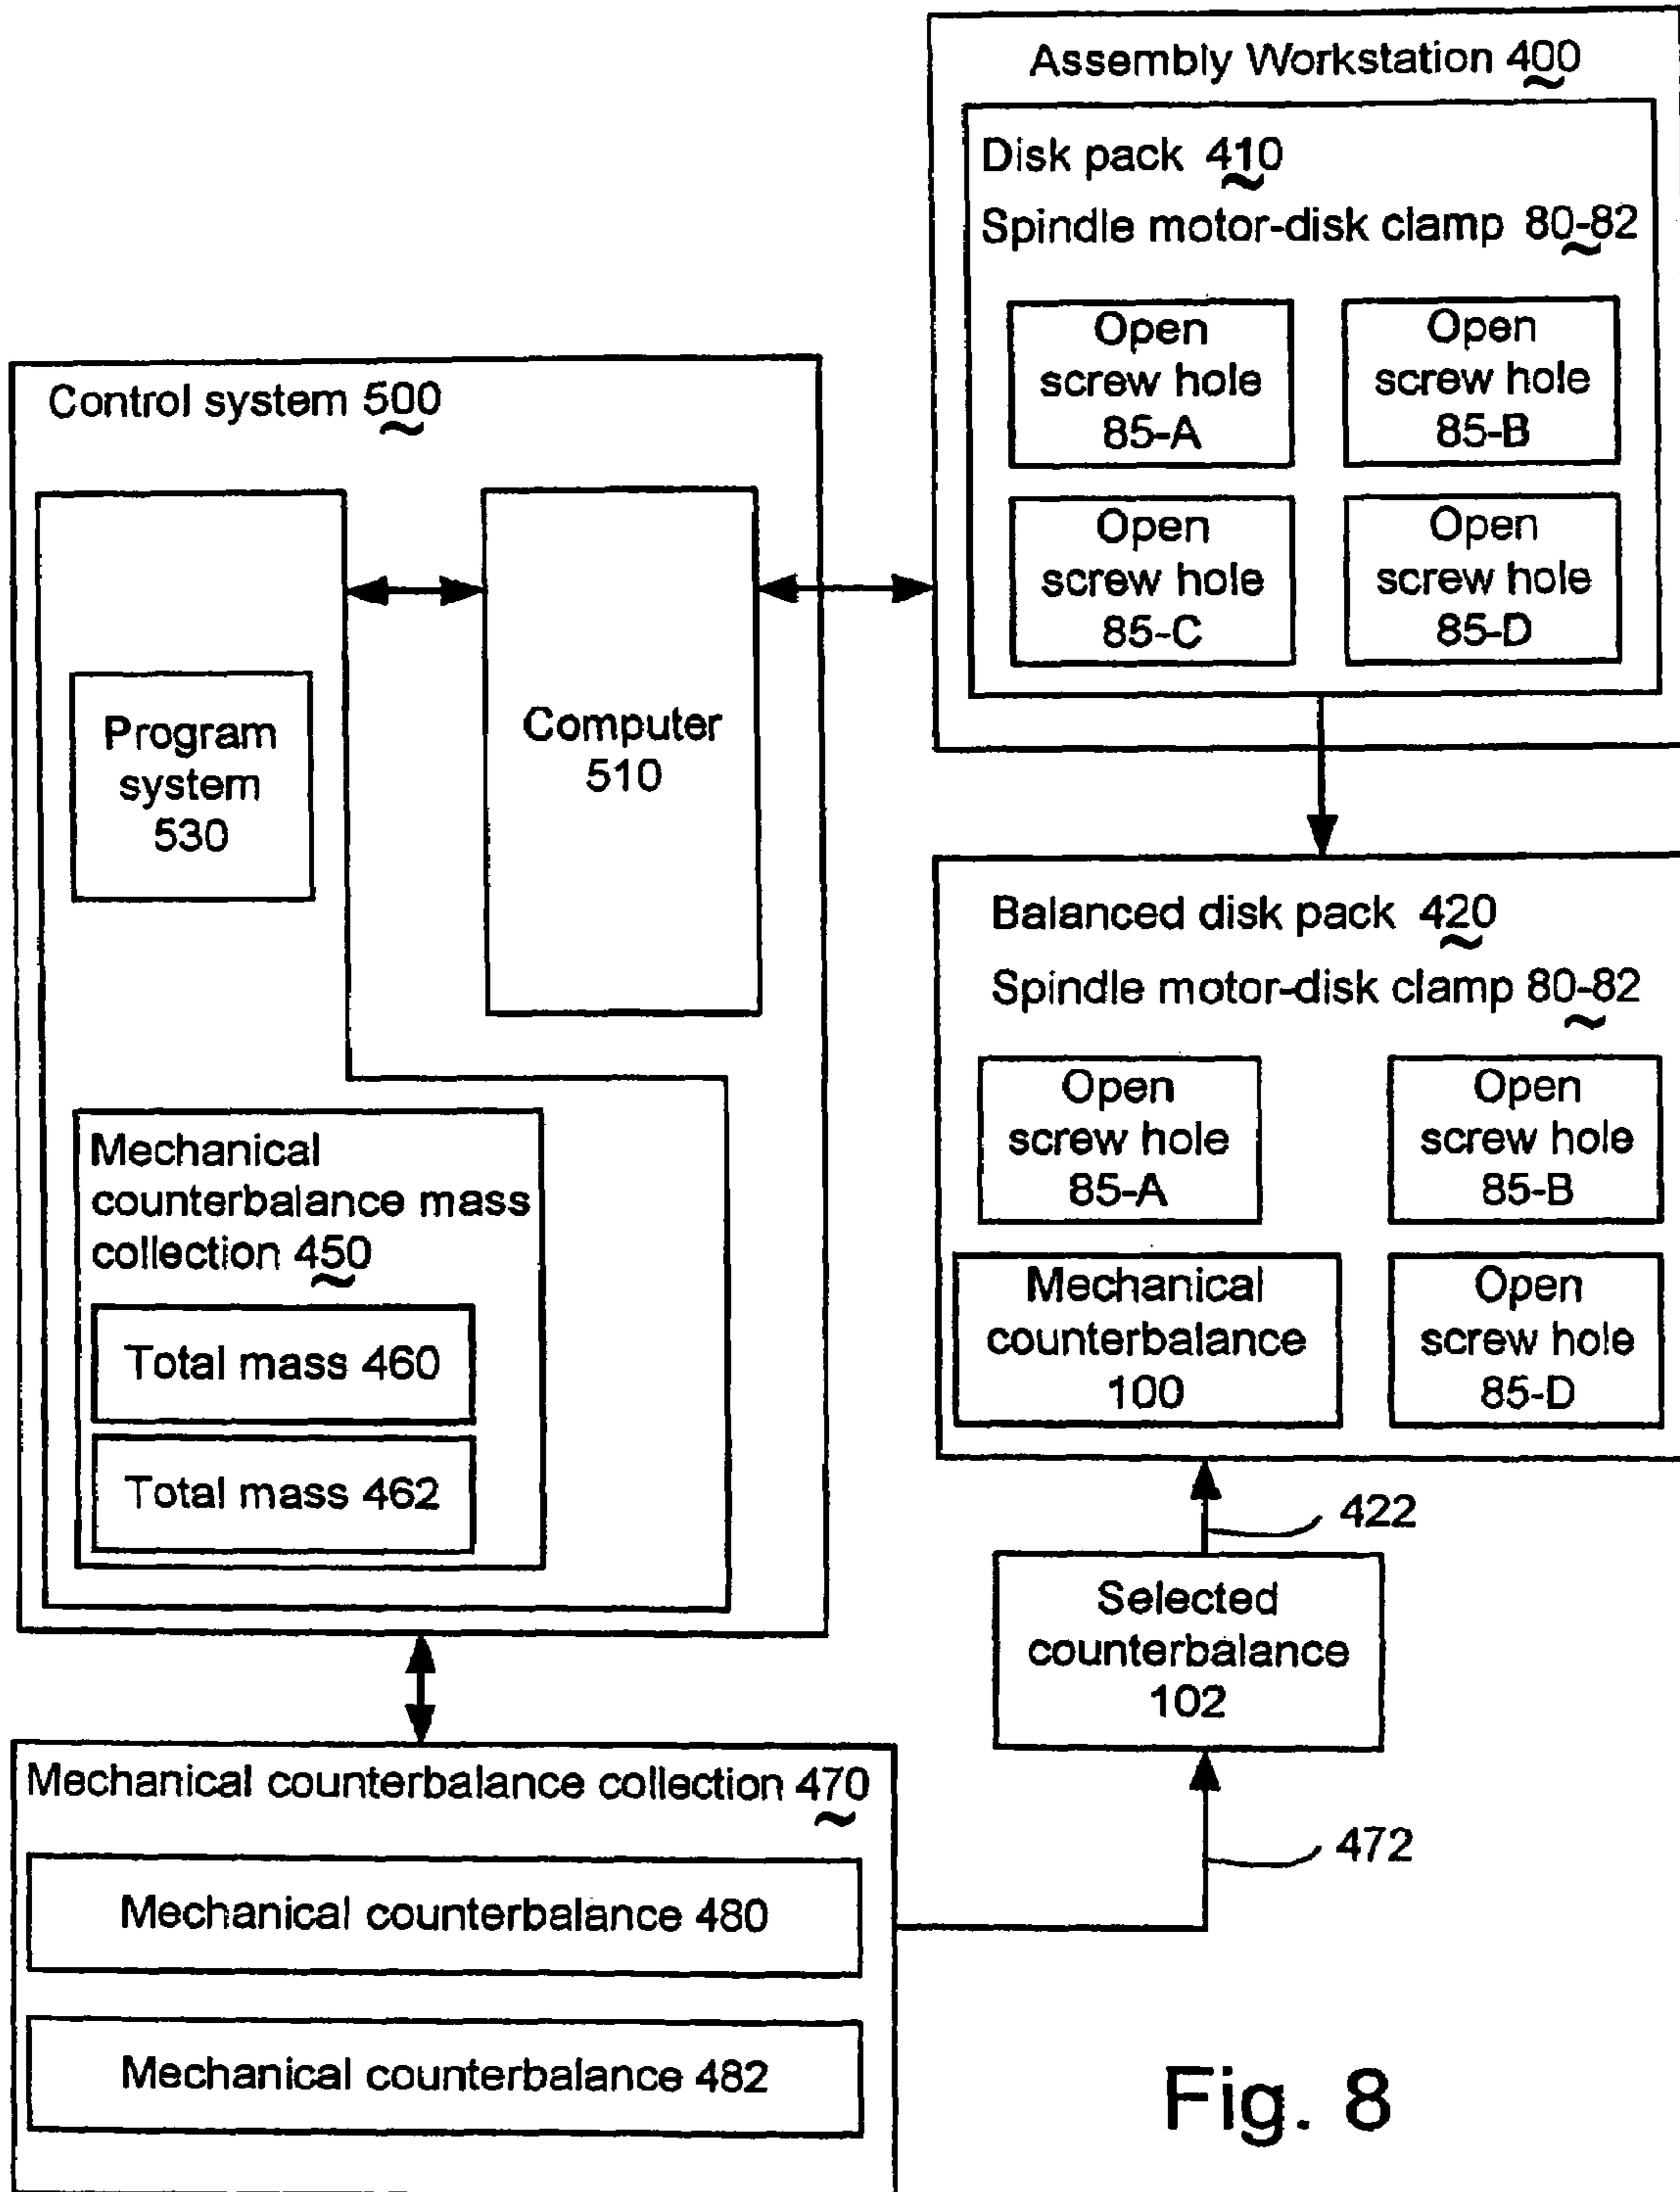 Assembly Workstation 400
Disk pack 410
Spindle motor-disk clamp 80-82
Open
screw hole
85-A
Open
screw hole
85-B
Open
screw hole
85-C
Open
screw hole
85-D
Control system 500
Program
system
530
Computer
510
Mechanical
counterbalance mass
collection 450
Total mass 460
Total mass 462
Balanced disk pack 420
Spindle motor-disk clamp 80-82
Open
screw hole
85-A
Open
screw hole
85-B
Mechanical
counterbalance
100
Open
screw hole
85-D
422
Selected
counterbalance
102
472
Mechanical counterbalance collection 470
Mechanical counterbalance 480
Mechanical counterbalance 482
Fig. 8